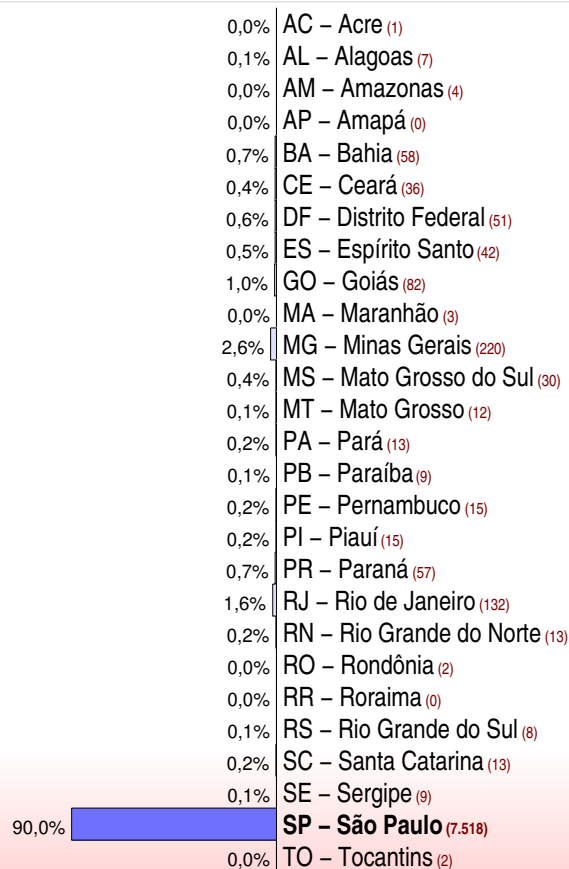 0,0% AC – Acre (1)
0,1% AL – Alagoas (7)
0,0% AM – Amazonas (4)
0,0% AP – Amapá (0)
0,7% BA – Bahia (58)
0,4% CE – Ceará (36)
0,6% DF – Distrito Federal (51)
0,5% ES – Espírito Santo (42)
1,0% GO – Goiás (82)
0,0% MA – Maranhão (3)
2,6% MG – Minas Gerais (220)
0,4% MS – Mato Grosso do Sul (30)
0,1% MT – Mato Grosso (12)
0,2% PA – Pará (13)
0,1% PB – Paraíba (9)
0,2% PE – Pernambuco (15)
0,2% PI – Piauí (15)
0,7% PR – Paraná (57)
1,6% RJ – Rio de Janeiro (132)
0,2% RN – Rio Grande do Norte (13)
0,0% RO – Rondônia (2)
0,0% RR – Roraima (0)
0,1% RS – Rio Grande do Sul (8)
0,2% SC – Santa Catarina (13)
0,1% SE – Sergipe (9)
90,0% SP – São Paulo (7.518)
0,0% TO – Tocantins (2)